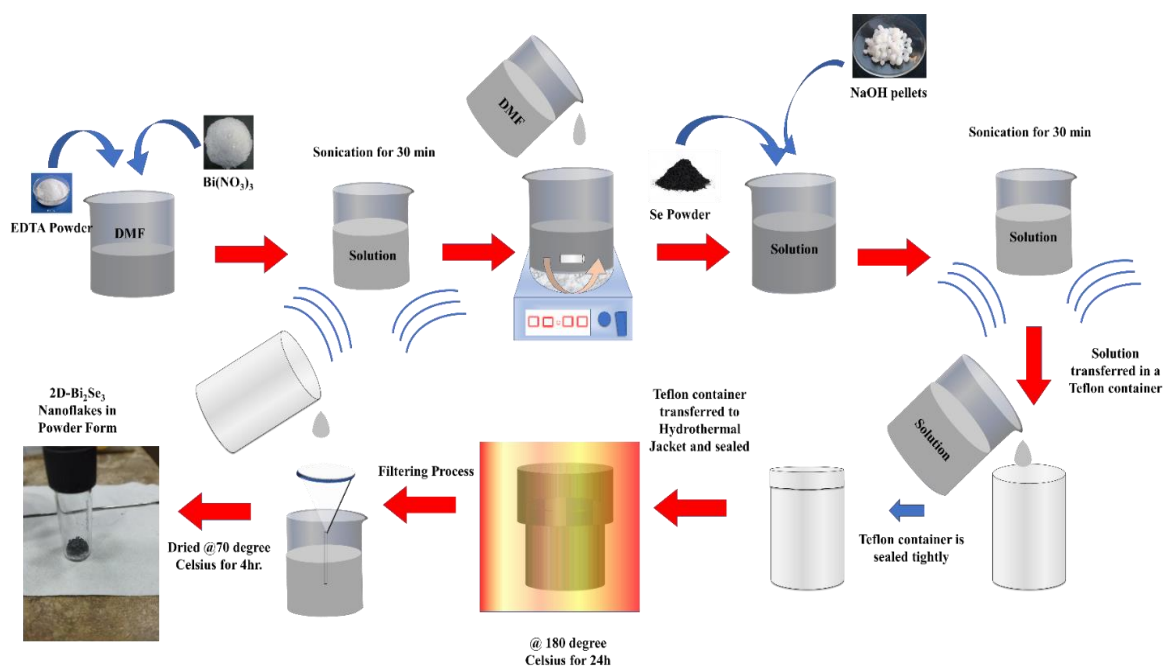 EDTA Powder
Bi(NO₃)₃
DMF
Sonication for 30 min
Solution
DMF
Se Powder
NaOH pellets
Solution
Sonication for 30 min
Solution
Solution
transferred in a
Teflon container
Solution
Teflon container is
sealed tightly
Teflon container
transferred to
Hydrothermal
Jacket and sealed
@ 180 degree
Celsius for 24h
Filtering Process
Dried @70 degree
Celsius for 4hr.
2D-Bi₂Se₃
Nanoflakes in
Powder Form